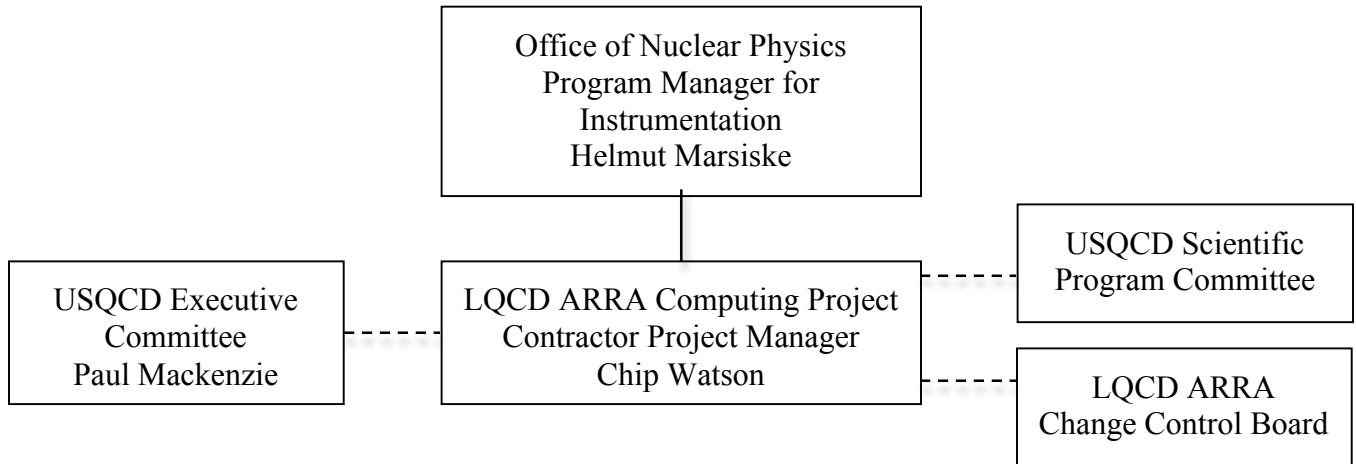 Office of Nuclear Physics
Program Manager for
Instrumentation
Helmut Marsiske
USQCD Executive
Committee
Paul Mackenzie
LQCD ARRA Computing Project
Contractor Project Manager
Chip Watson
USQCD Scientific
Program Committee
LQCD ARRA
Change Control Board